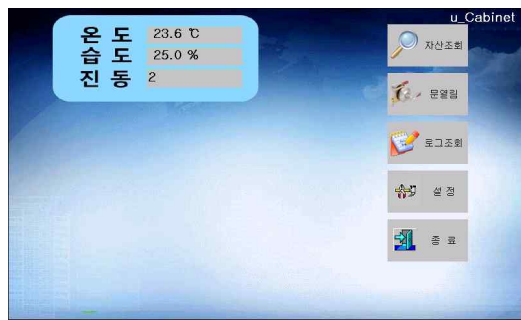 u_Cabinet
온 도 23.6 ℃
습 도 25.0 %
진 동 2
자산조회
문열림
로그조회
설 정
종 료